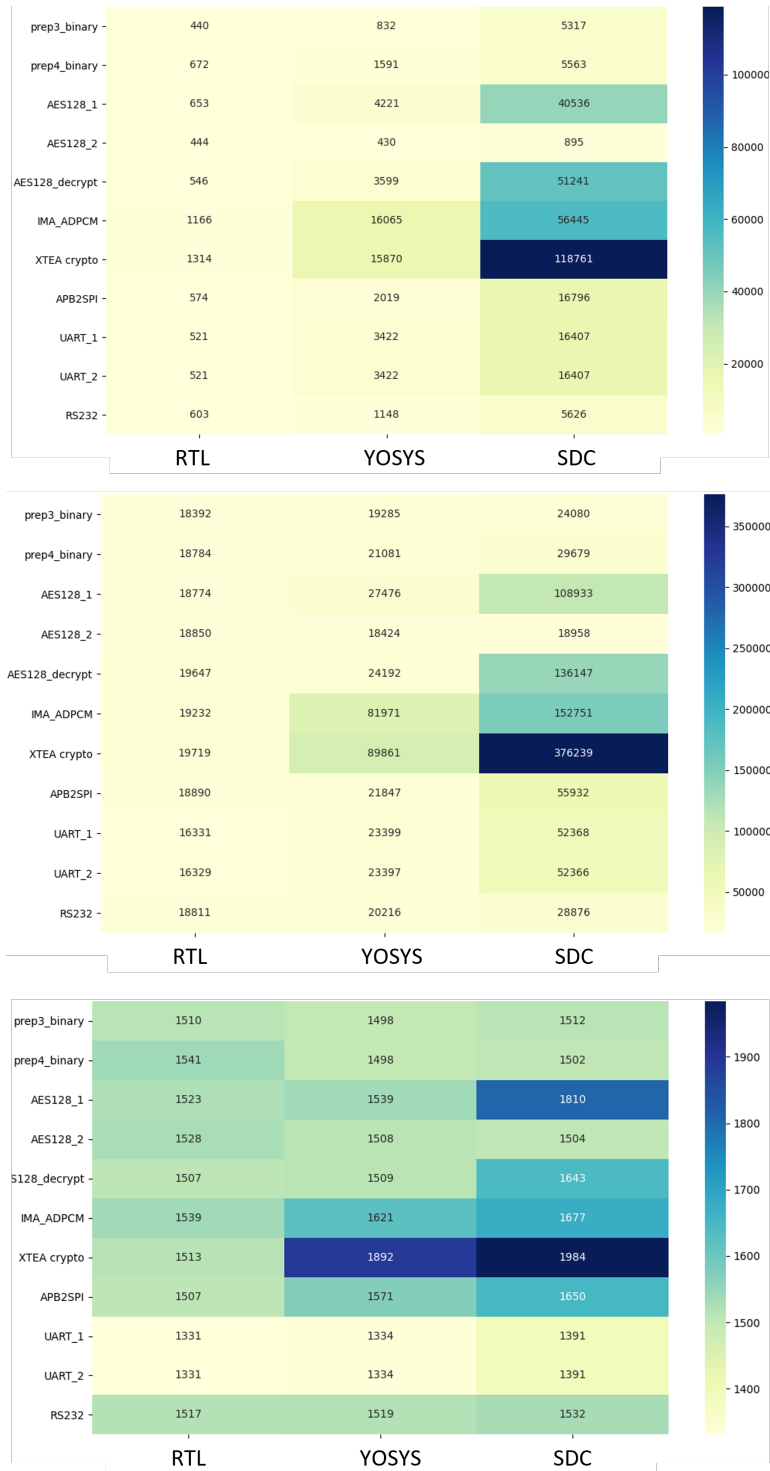 prep3_binary 440 832 5317
prep4_binary 672 1591 5563 100000
AES128_1 653 4221 40536
AES128_2 444 430 895 80000
AES128_decrypt 546 3599 51241
IMA_ADPCM 1166 16065 56445 60000
XTEA crypto 1314 15870 118761
APB2SPI 574 2019 16796 40000
UART_1 521 3422 16407
UART_2 521 3422 16407 20000
RS232 603 1148 5626
RTL YOSYS SDC
prep3_binary 18392 19285 24080 350000
prep4_binary 18784 21081 29679
AES128_1 18774 27476 108933 300000
AES128_2 18850 18424 18958 250000
AES128_decrypt 19647 24192 136147
IMA_ADPCM 19232 81971 152751 200000
XTEA crypto 19719 89861 376239
APB2SPI 18890 21847 55932 150000
UART_1 16331 23399 52368 100000
UART_2 16329 23397 52366
RS232 18811 20216 28876 50000
RTL YOSYS SDC
prep3_binary 1510 1498 1512
prep4_binary 1541 1498 1502 1900
AES128_1 1523 1539 1810
AES128_2 1528 1508 1504 1800
S128_decrypt 1507 1509 1643 1700
IMA_ADPCM 1539 1621 1677
XTEA crypto 1513 1892 1984 1600
APB2SPI 1507 1571 1650
UART_1 1331 1334 1391 1500
UART_2 1331 1334 1391 1400
RS232 1517 1519 1532
RTL YOSYS SDC